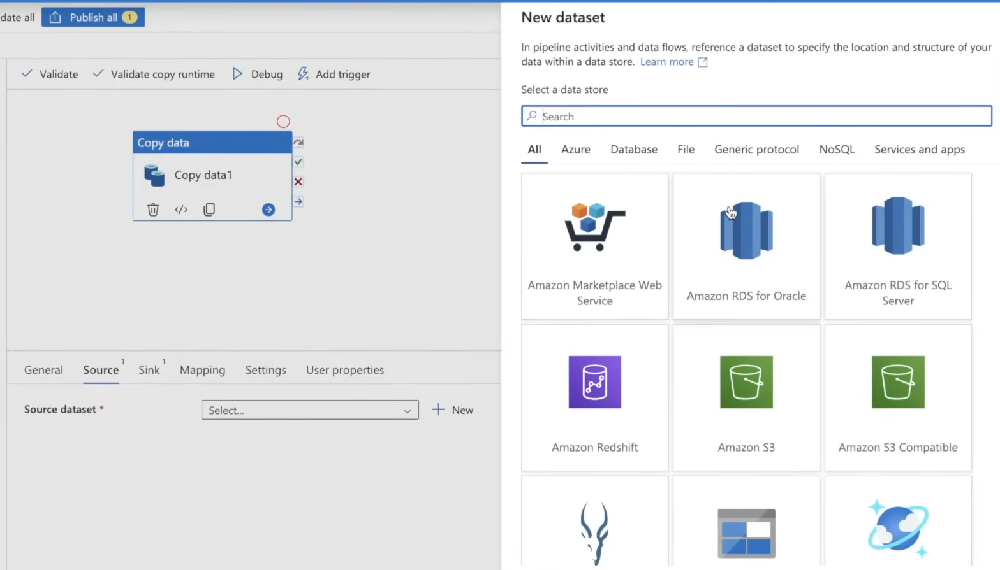 date all
Publish all 1
Validate
Validate copy runtime
Debug
Add trigger
Copy data
Copy data1
</>
General
Source 1
Sink 1
Mapping
Settings
User properties
Source dataset *
Select...
New
New dataset
In pipeline activities and data flows, reference a dataset to specify the location and structure of your
data within a data store. Learn more
Select a data store
Search
All
Azure
Database
File
Generic protocol
NoSQL
Services and apps
Amazon Marketplace Web
Service
Amazon RDS for Oracle
Amazon RDS for SQL
Server
Amazon Redshift
Amazon S3
Amazon S3 Compatible